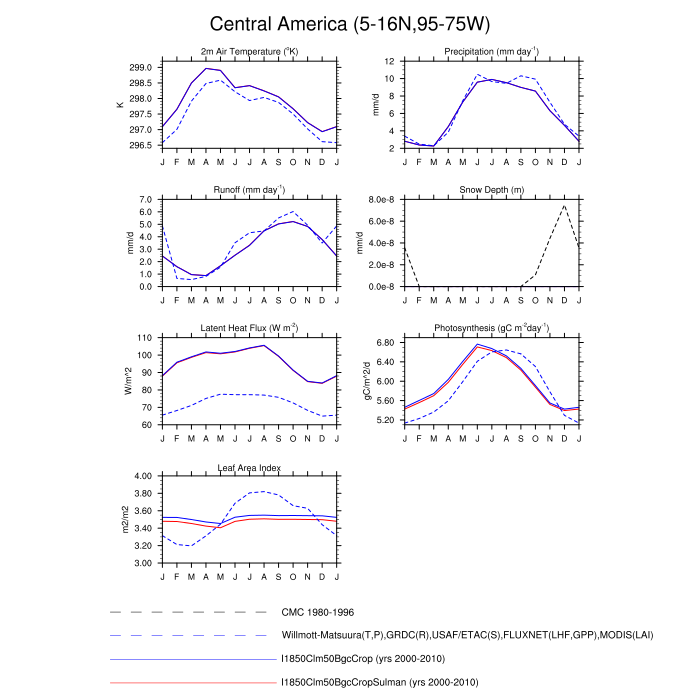 Central America (5-16N,95-75W)
2m Air Temperature (°K)
Precipitation (mm day-1)
299.0
298.5
298.0
297.5
297.0
296.5
K
J F M A M J J A S O N D J
12
10
8
6
4
2
mm/d
J F M A M J J A S O N D J
Runoff (mm day-1)
Snow Depth (m)
7.0
6.0
5.0
4.0
3.0
2.0
1.0
0.0
mm/d
J F M A M J J A S O N D J
8.0e-8
6.0e-8
4.0e-8
2.0e-8
0.0e-8
mm/d
J F M A M J J A S O N D J
Latent Heat Flux (W m-2)
Photosynthesis (gC m-2day-1)
110
100
90
80
70
60
W/m^2
J F M A M J J A S O N D J
6.80
6.40
6.00
5.60
5.20
gC/m^2/d
J F M A M J J A S O N D J
Leaf Area Index
4.00
3.80
3.60
3.40
3.20
3.00
m2/m2
J F M A M J J A S O N D J
CMC 1980-1996
Willmott-Matsuura(T,P),GRDC(R),USAF/ETAC(S),FLUXNET(LHF,GPP),MODIS(LAI)
I1850Clm50BgcCrop (yrs 2000-2010)
I1850Clm50BgcCropSulman (yrs 2000-2010)